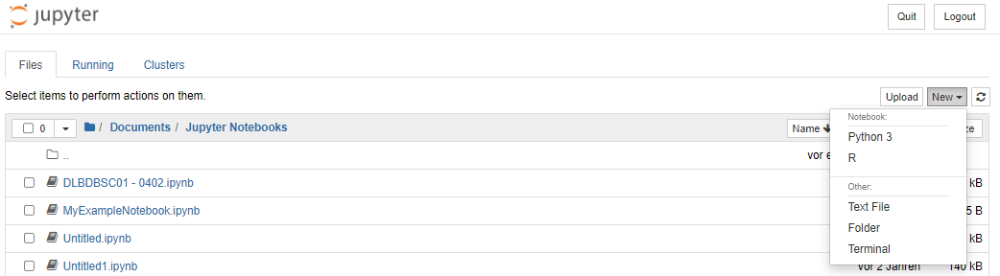 jupyter
Quit Logout
Files Running Clusters
Select items to perform actions on them.
Upload New
0 / Documents / Jupyter Notebooks Name
Notebook:
Python 3
R
Other:
Text File
Folder
Terminal
..
vor
DLBDBSC01 - 0402.ipynb kB
MyExampleNotebook.ipynb B
Untitled.ipynb kB
Untitled1.ipynb vor 2 Jahren 140 kB